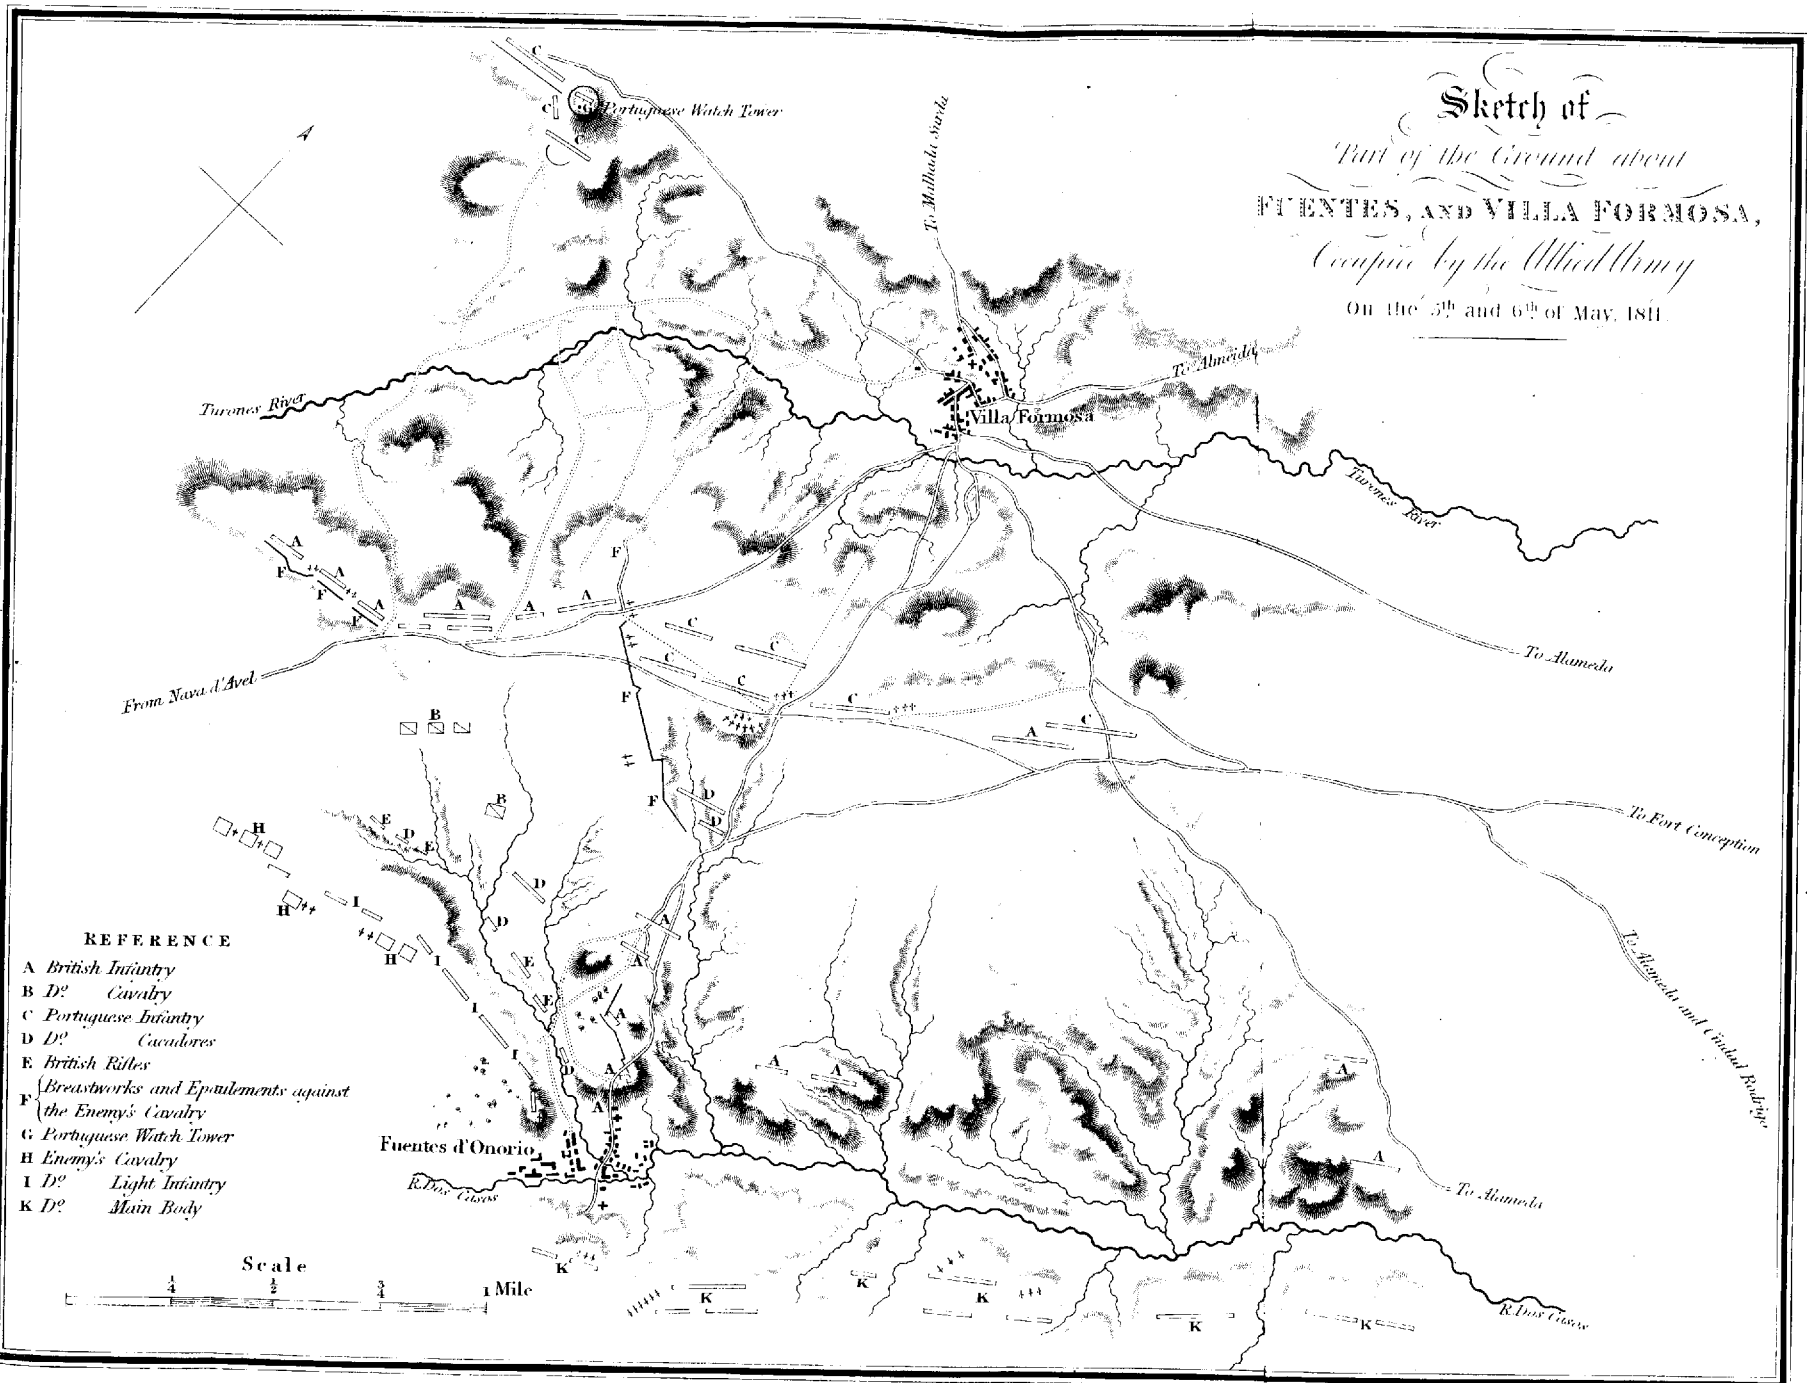 Sketch of
Part of the Ground about
FUENTES, AND VILLA FORMOSA,
Occupied by the Allied Army
On the 5th and 6th of May, 1811.
A
C
C
G
Portuguese Watch Tower
C
To Malhada Surda
To Almeida
Villa Formosa
Turones River
Turones River
F
A
A
A
A
A
A
F
F
F
C
C
C
C
C
C
A
F
F
From Nava d'Avel
To Alameda
To Fort Conception
To Alameda and Ciudad Rodrigo
To Alameda
B
B
D
D
E
D
E
D
D
E
E
D
H
H
H
I
I
I
I
A
A
A
A
A
A
A
A
A
Fuentes d'Onorio
R. Dos Casos
R. Dos Casos
K
K
K
K
K
K
REFERENCE
A British Infantry
B Do. Cavalry
C Portuguese Infantry
D Do. Cacadores
E British Rifles
F { Breastworks and Epaulements against
the Enemy's Cavalry
G Portuguese Watch Tower
H Enemy's Cavalry
I Do. Light Infantry
K Do. Main Body
Scale
1/4 1/2 3/4 1 Mile